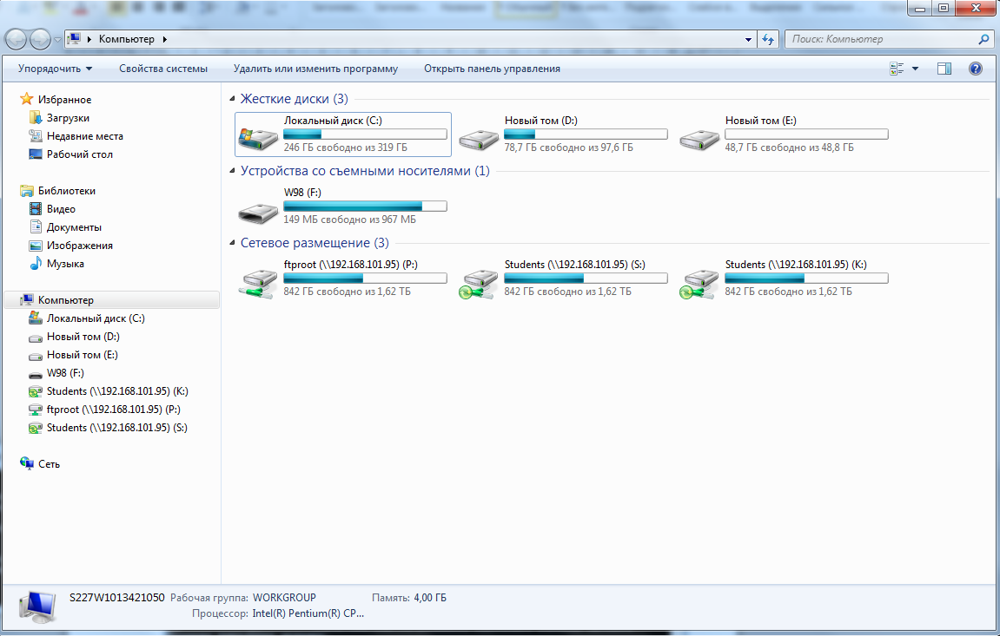 Компьютер
Поиск: Компьютер
Упорядочить Свойства системы Удалить или изменить программу Открыть панель управления
Избранное
Загрузки
Недавние места
Рабочий стол
Библиотеки
Видео
Документы
Изображения
Музыка
Компьютер
Локальный диск (C:)
Новый том (D:)
Новый том (E:)
W98 (F:)
Students (\\192.168.101.95) (K:)
ftproot (\\192.168.101.95) (P:)
Students (\\192.168.101.95) (S:)
Сеть
Жесткие диски (3)
Локальный диск (C:)
246 ГБ свободно из 319 ГБ
Новый том (D:)
78,7 ГБ свободно из 97,6 ГБ
Новый том (E:)
48,7 ГБ свободно из 48,8 ГБ
Устройства со съемными носителями (1)
W98 (F:)
149 МБ свободно из 967 МБ
Сетевое размещение (3)
ftproot (\\192.168.101.95) (P:)
842 ГБ свободно из 1,62 ТБ
Students (\\192.168.101.95) (S:)
842 ГБ свободно из 1,62 ТБ
Students (\\192.168.101.95) (K:)
842 ГБ свободно из 1,62 ТБ
S227W1013421050 Рабочая группа: WORKGROUP Память: 4,00 ГБ
Процессор: Intel(R) Pentium(R) CP...